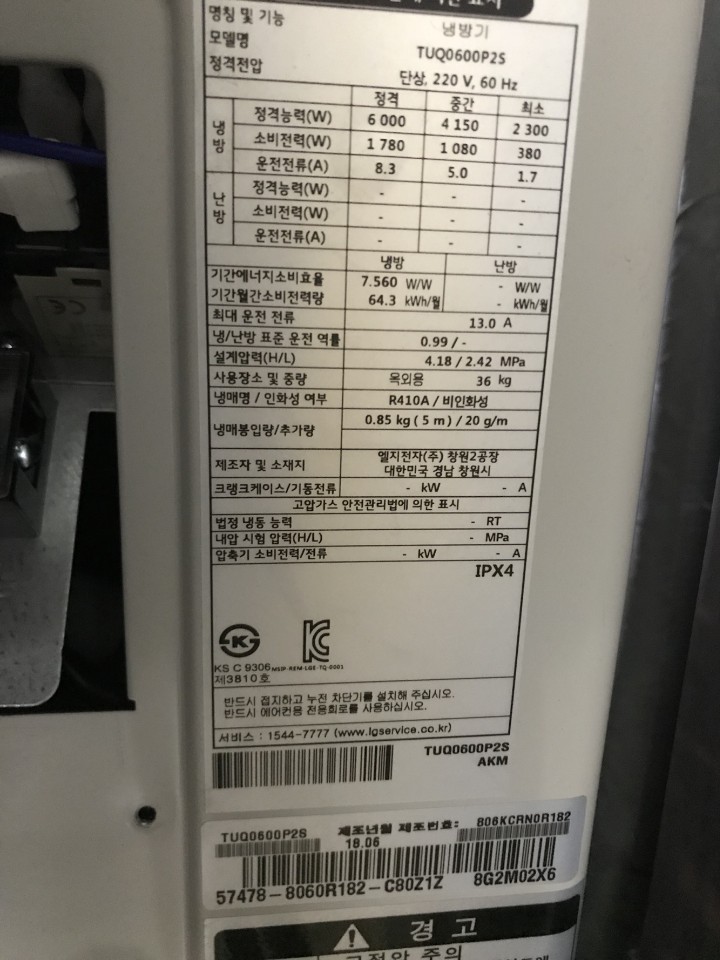 표시
명칭 및 기능 냉방기
모델명 TUQ0600P2S
정격전압 단상, 220 V, 60 Hz
정격 중간 최소
냉방 정격능력(W) 6 000 4 150 2 300
소비전력(W) 1 780 1 080 380
운전전류(A) 8.3 5.0 1.7
난방 정격능력(W) - - -
소비전력(W) - - -
운전전류(A) - - -
냉방 난방
기간에너지소비효율 7.560 W/W - W/W
기간월간소비전력량 64.3 kWh/월 - kWh/월
최대 운전 전류 13.0 A
냉/난방 표준 운전 역률 0.99 / -
설계압력(H/L) 4.18 / 2.42 MPa
사용장소 및 중량 옥외용 36 kg
냉매명 / 인화성 여부 R410A / 비인화성
냉매봉입량/추가량 0.85 kg ( 5 m ) / 20 g/m
제조자 및 소재지 엘지전자(주) 창원2공장
대한민국 경남 창원시
크랭크케이스/기동전류 - kW - A
고압가스 안전관리법에 의한 표시
법정 냉동 능력 - RT
내압 시험 압력(H/L) - MPa
압축기 소비전력/전류 - kW - A
IPX4
KS C 9306 MSIP-REM-LGE-TQ-0001
제3810호
반드시 접지하고 누전 차단기를 설치해 주십시오.
반드시 에어컨용 전용회로를 사용하십시오.
서비스 : 1544-7777 (www.lgservice.co.kr)
TUQ0600P2S
AKM
TUQ0600P2S 제조년월 제조번호: 806KCRN0R182
18.06
57478-8060R182-C80Z1Z 8G2M02X6
경 고
고전압 주의